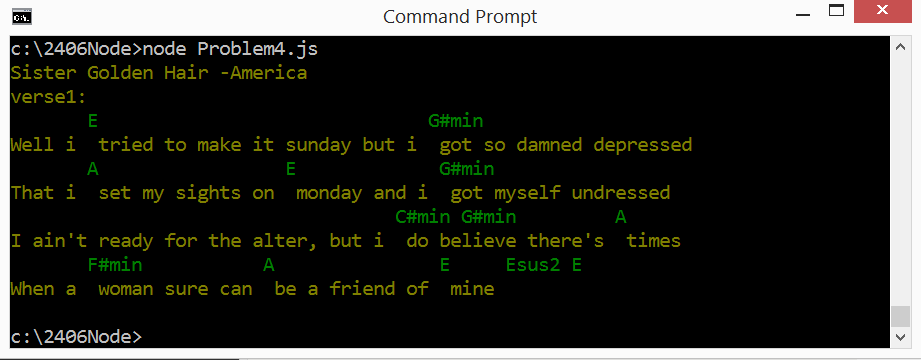 Command Prompt
c:\2406Node>node Problem4.js
Sister Golden Hair -America
verse1:
       E                              G#min
Well i  tried to make it sunday but i  got so damned depressed
       A                 E             G#min
That i  set my sights on  monday and i  got myself undressed
                                   C#min G#min         A
I ain't ready for the alter, but i  do believe there's  times
       F#min           A               E     Esus2 E
When a  woman sure can  be a friend of  mine
c:\2406Node>